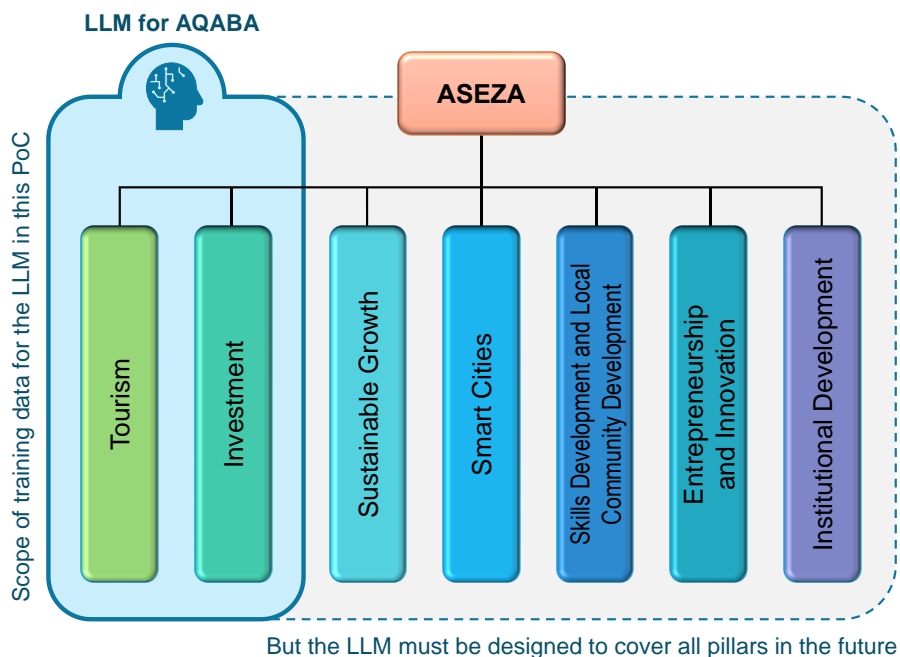 LLM for AQABA
ASEZA
Scope of training data for the LLM in this PoC
Tourism
Investment
Sustainable Growth
Smart Cities
Skills Development and Local
Community Development
Entrepreneurship
and Innovation
Institutional Development
But the LLM must be designed to cover all pillars in the future